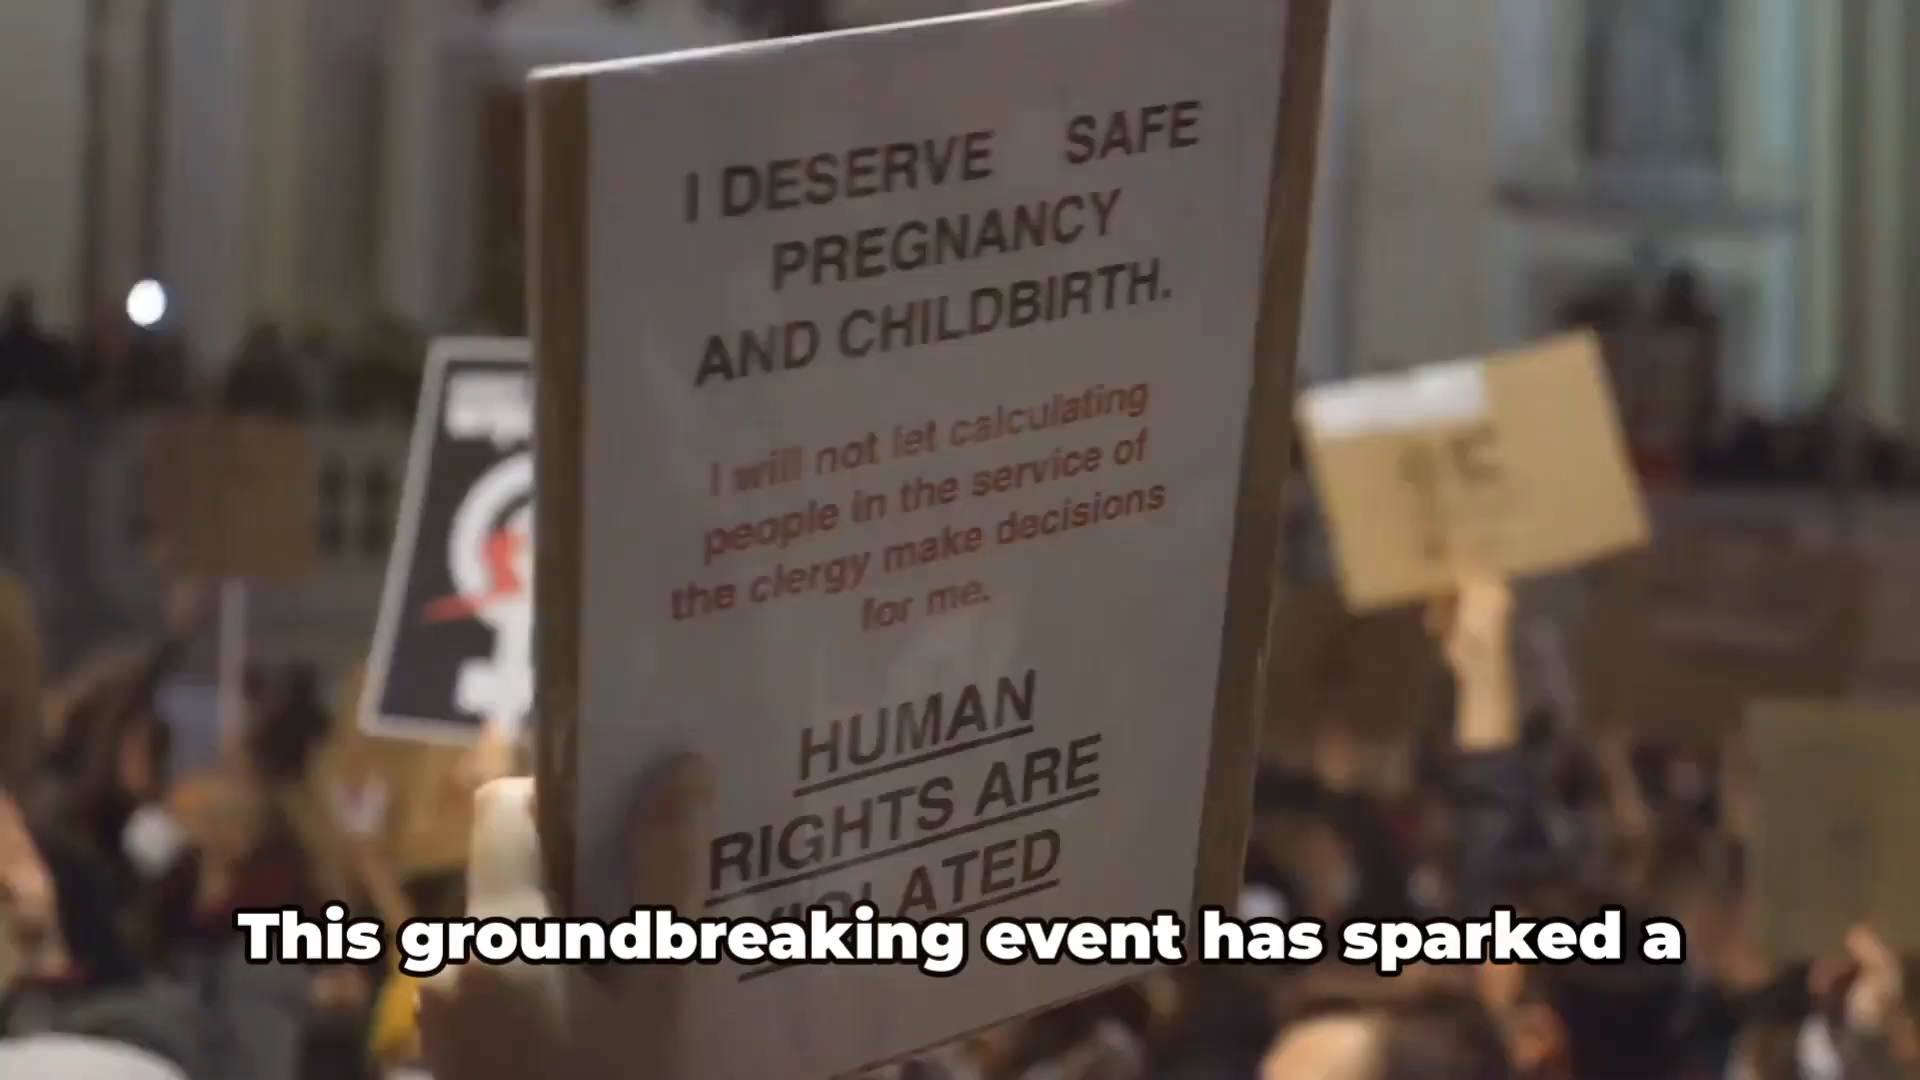 I DESERVE SAFE
PREGNANCY
AND CHILDBIRTH.
I will not let calculating
people in the service of
the clergy make decisions
for me.
HUMAN
RIGHTS ARE
VIOLATED
This groundbreaking event has sparked a